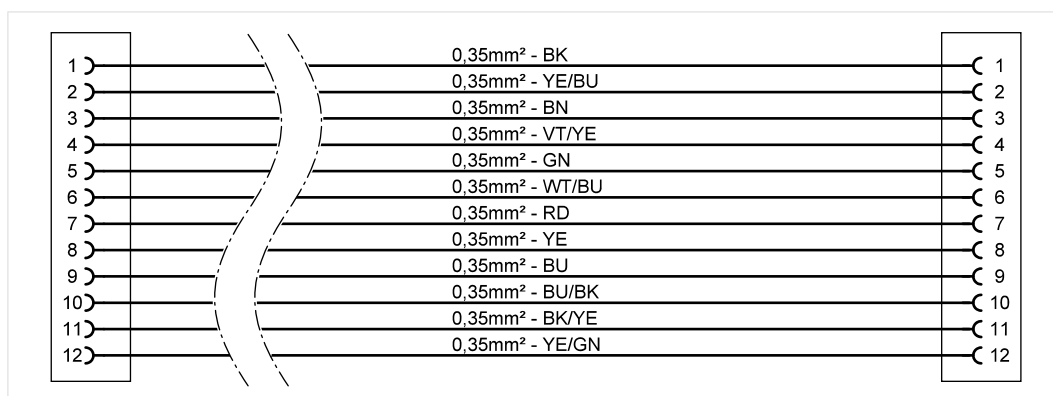 0,35mm² - BK
1 1
0,35mm² - YE/BU
2 2
0,35mm² - BN
3 3
0,35mm² - VT/YE
4 4
0,35mm² - GN
5 5
0,35mm² - WT/BU
6 6
0,35mm² - RD
7 7
0,35mm² - YE
8 8
0,35mm² - BU
9 9
0,35mm² - BU/BK
10 10
0,35mm² - BK/YE
11 11
0,35mm² - YE/GN
12 12